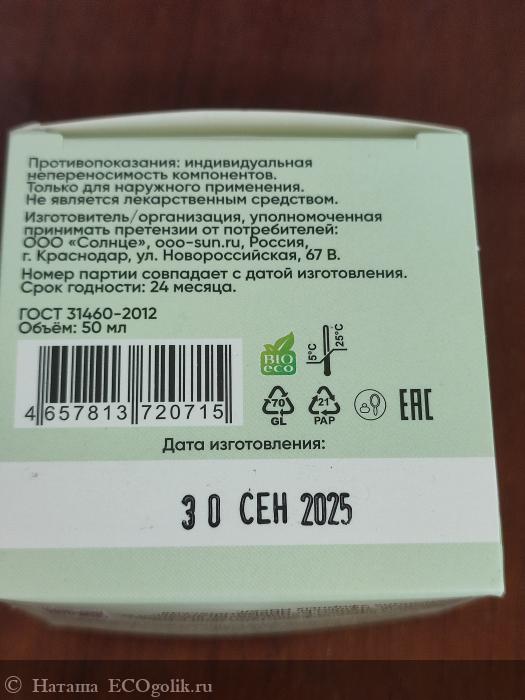 Противопоказания: индивидуальная
непереносимость компонентов.
Только для наружного применения.
Не является лекарственным средством.
Изготовитель/организация, уполномоченная
принимать претензии от потребителей:
ООО «Солнце», ooo-sun.ru, Россия,
г. Краснодар, ул. Новороссийская, 67 В.
Номер партии совпадает с датой изготовления.
Срок годности: 24 месяца.
ГОСТ 31460-2012
Объём: 50 мл
BIO
eco
5°C
25°C
4 657813 720715
70
GL
21
PAP
EAC
Дата изготовления:
30 СЕН 2025
© Наташа ECOgolik.ru